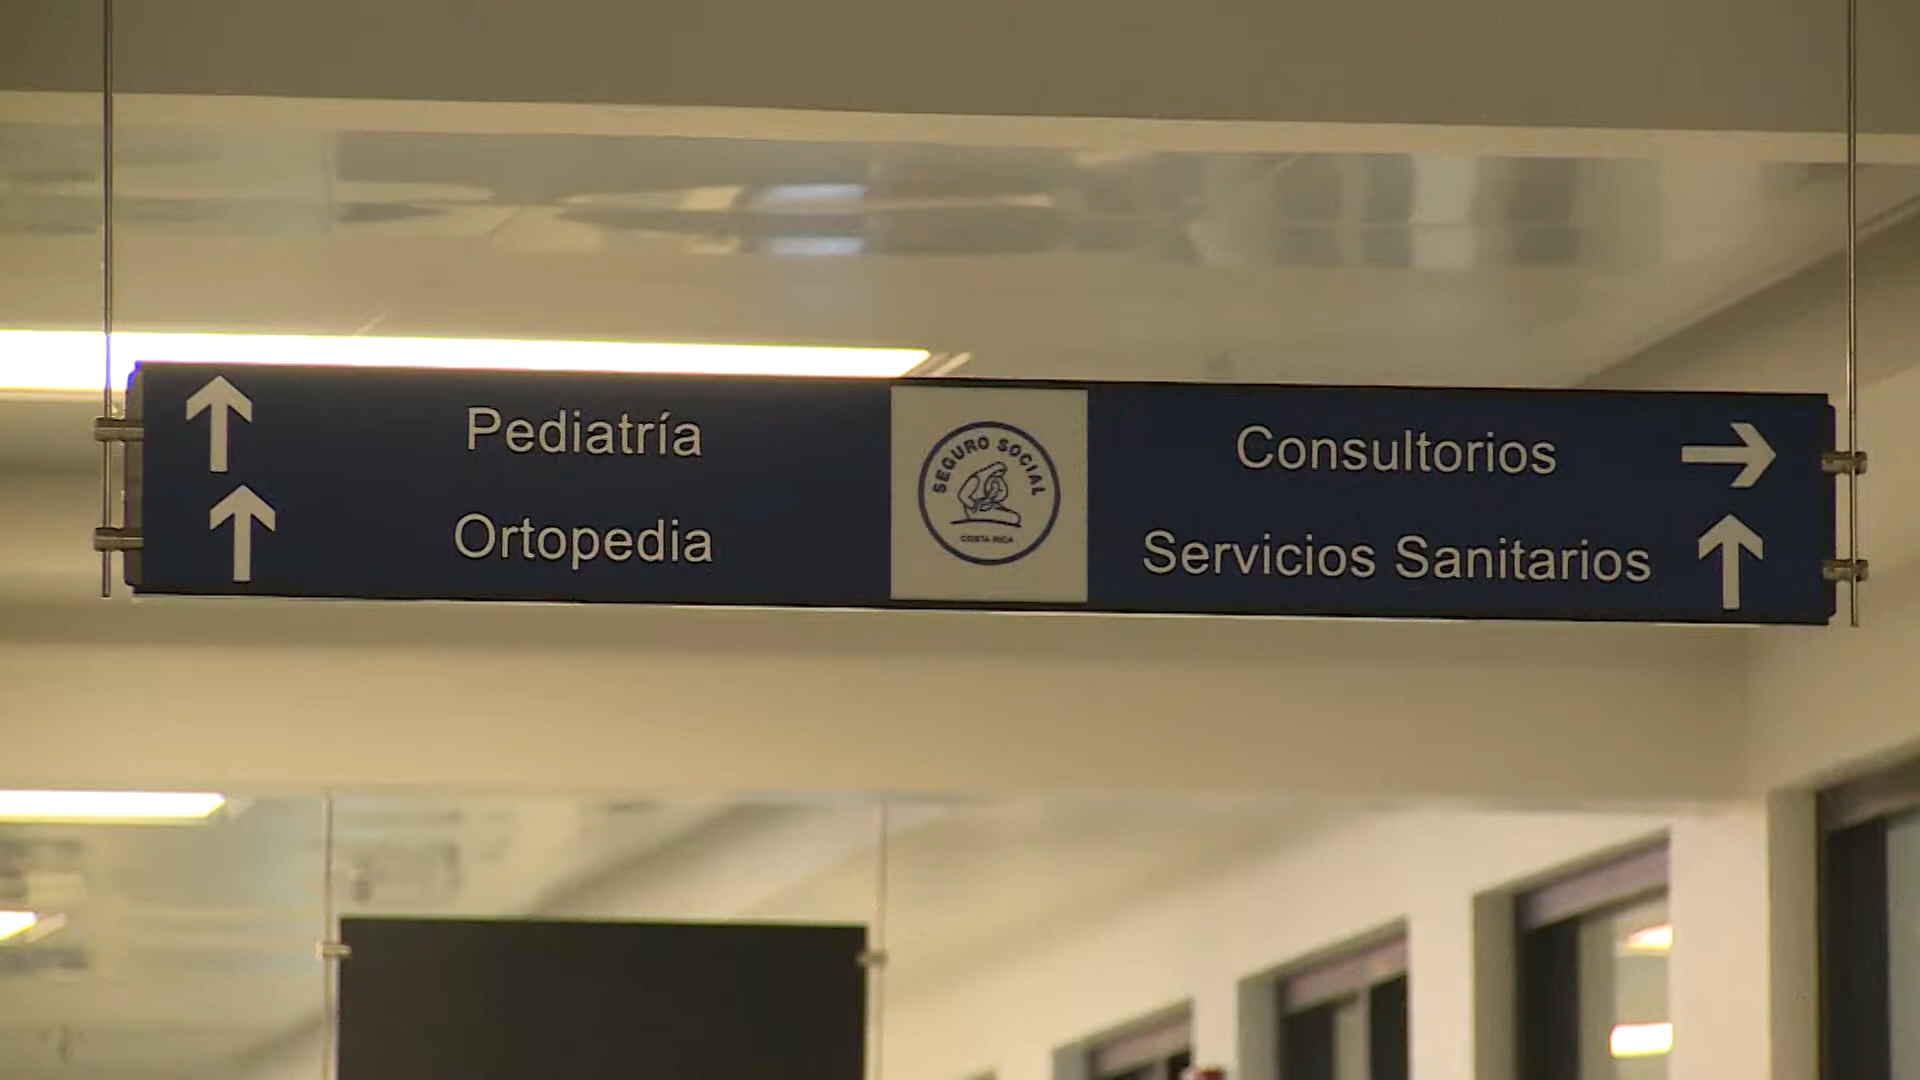 Pediatría
Ortopedia
SEGURO SOCIAL
COSTA RICA
Consultorios
Servicios Sanitarios